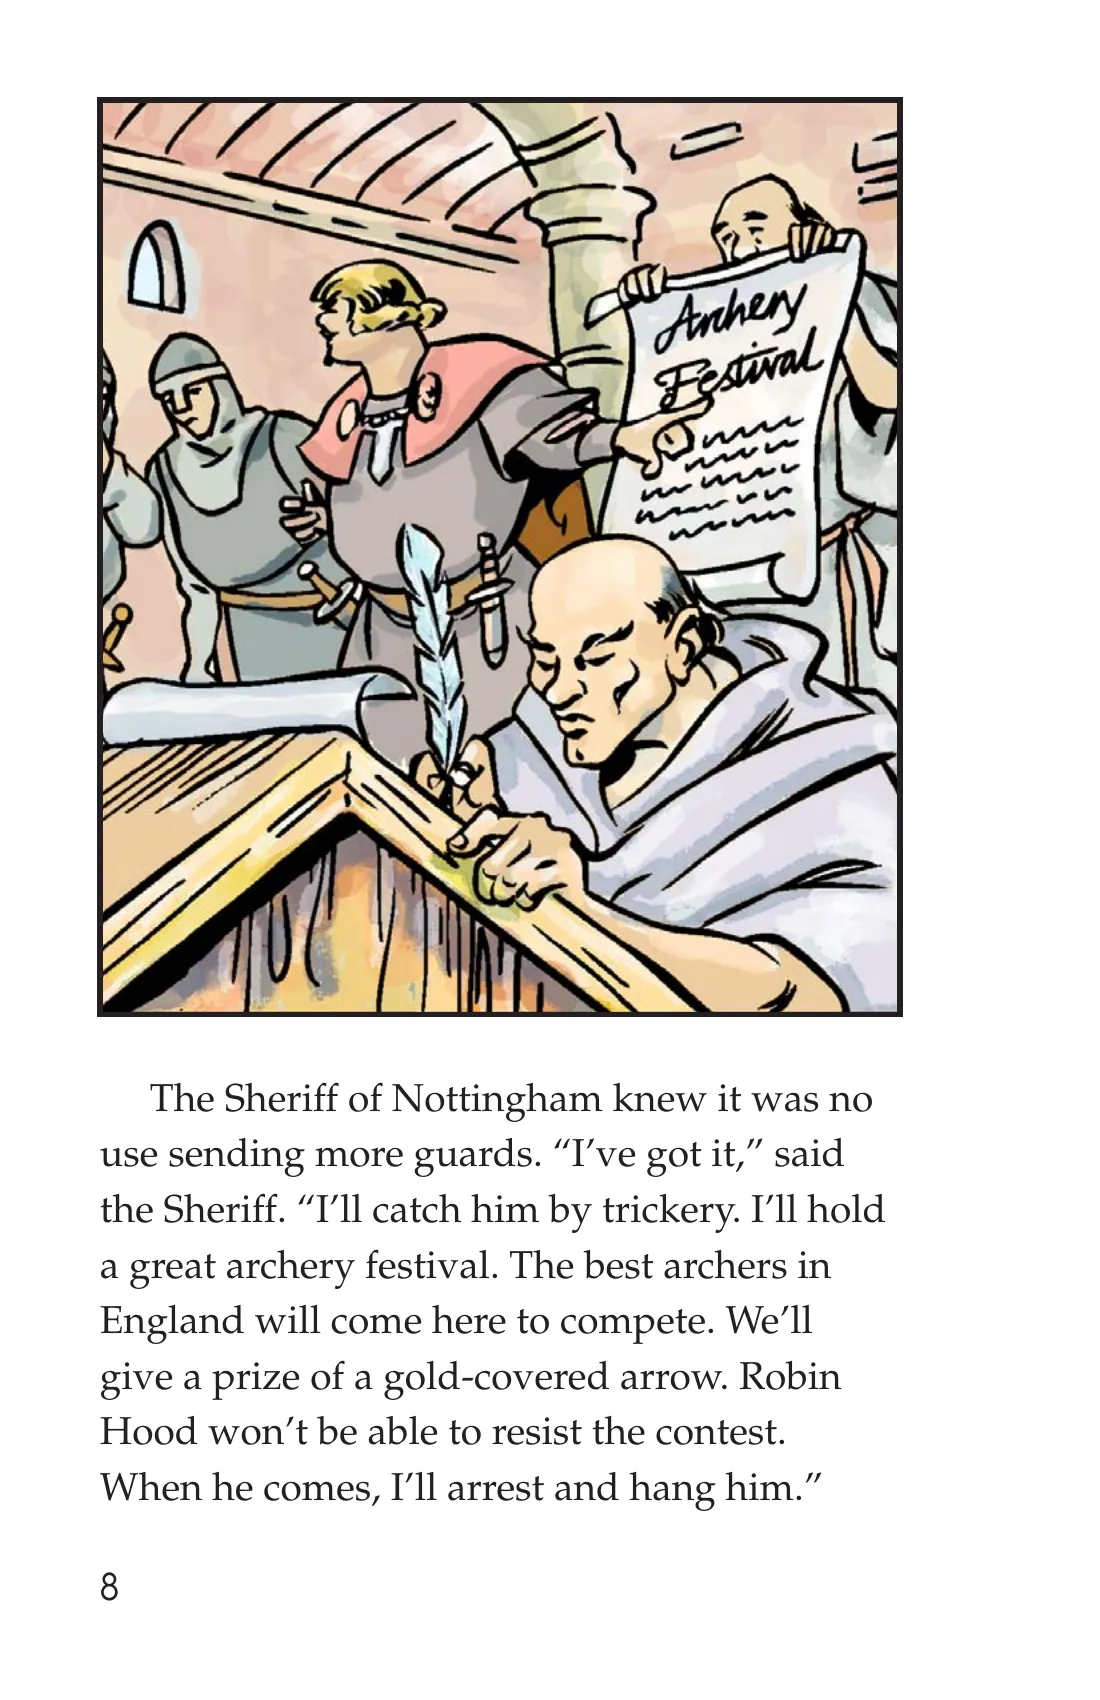 Archery
Festival
The Sheriff of Nottingham knew it was no
use sending more guards. “I’ve got it,” said
the Sheriff. “I’ll catch him by trickery. I’ll hold
a great archery festival. The best archers in
England will come here to compete. We’ll
give a prize of a gold-covered arrow. Robin
Hood won’t be able to resist the contest.
When he comes, I’ll arrest and hang him.”
8